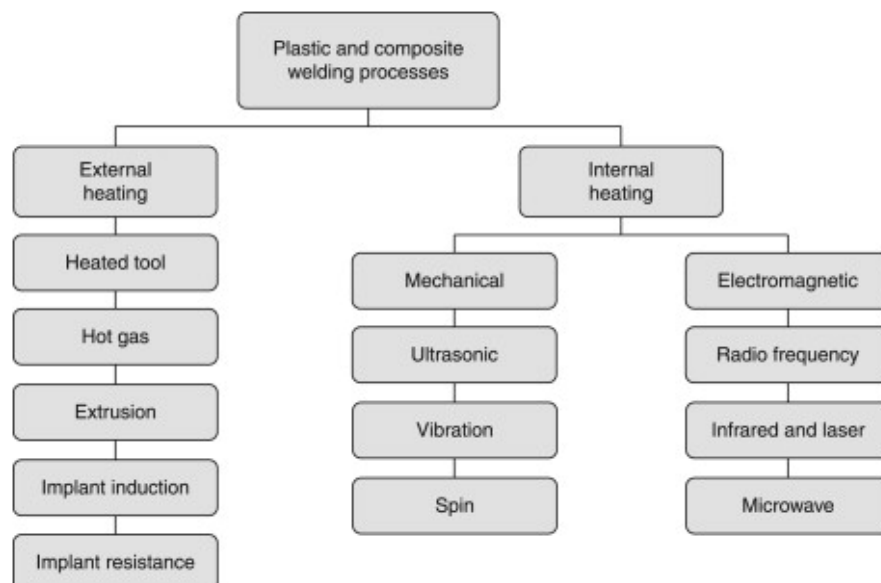 Plastic and composite
welding processes
External
heating
Internal
heating
Heated tool
Hot gas
Extrusion
Implant induction
Implant resistance
Mechanical
Ultrasonic
Vibration
Spin
Electromagnetic
Radio frequency
Infrared and laser
Microwave